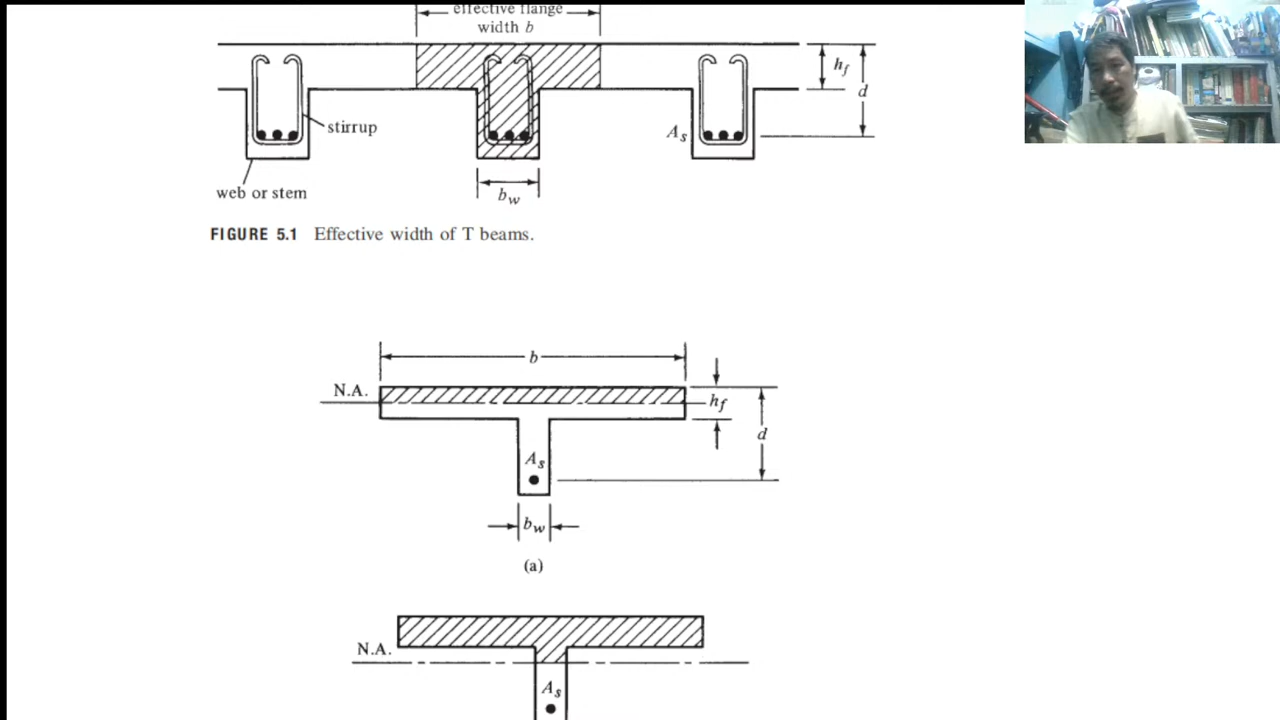 effective flange
width b
h_f
d
stirrup
A_s
web or stem
b_w
FIGURE 5.1 Effective width of T beams.
b
N.A.
h_f
d
A_s
b_w
(a)
N.A.
A_s